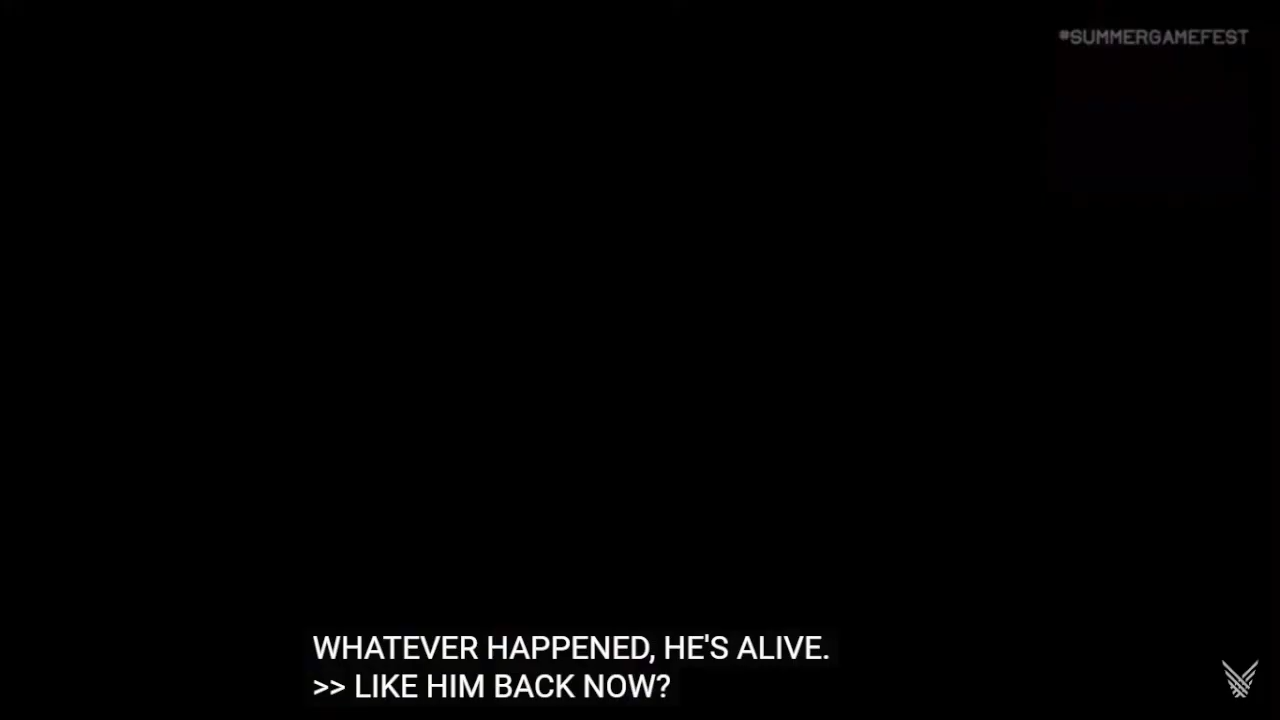 #SUMMERGAMEFEST
WHATEVER HAPPENED, HE'S ALIVE.
>> LIKE HIM BACK NOW?